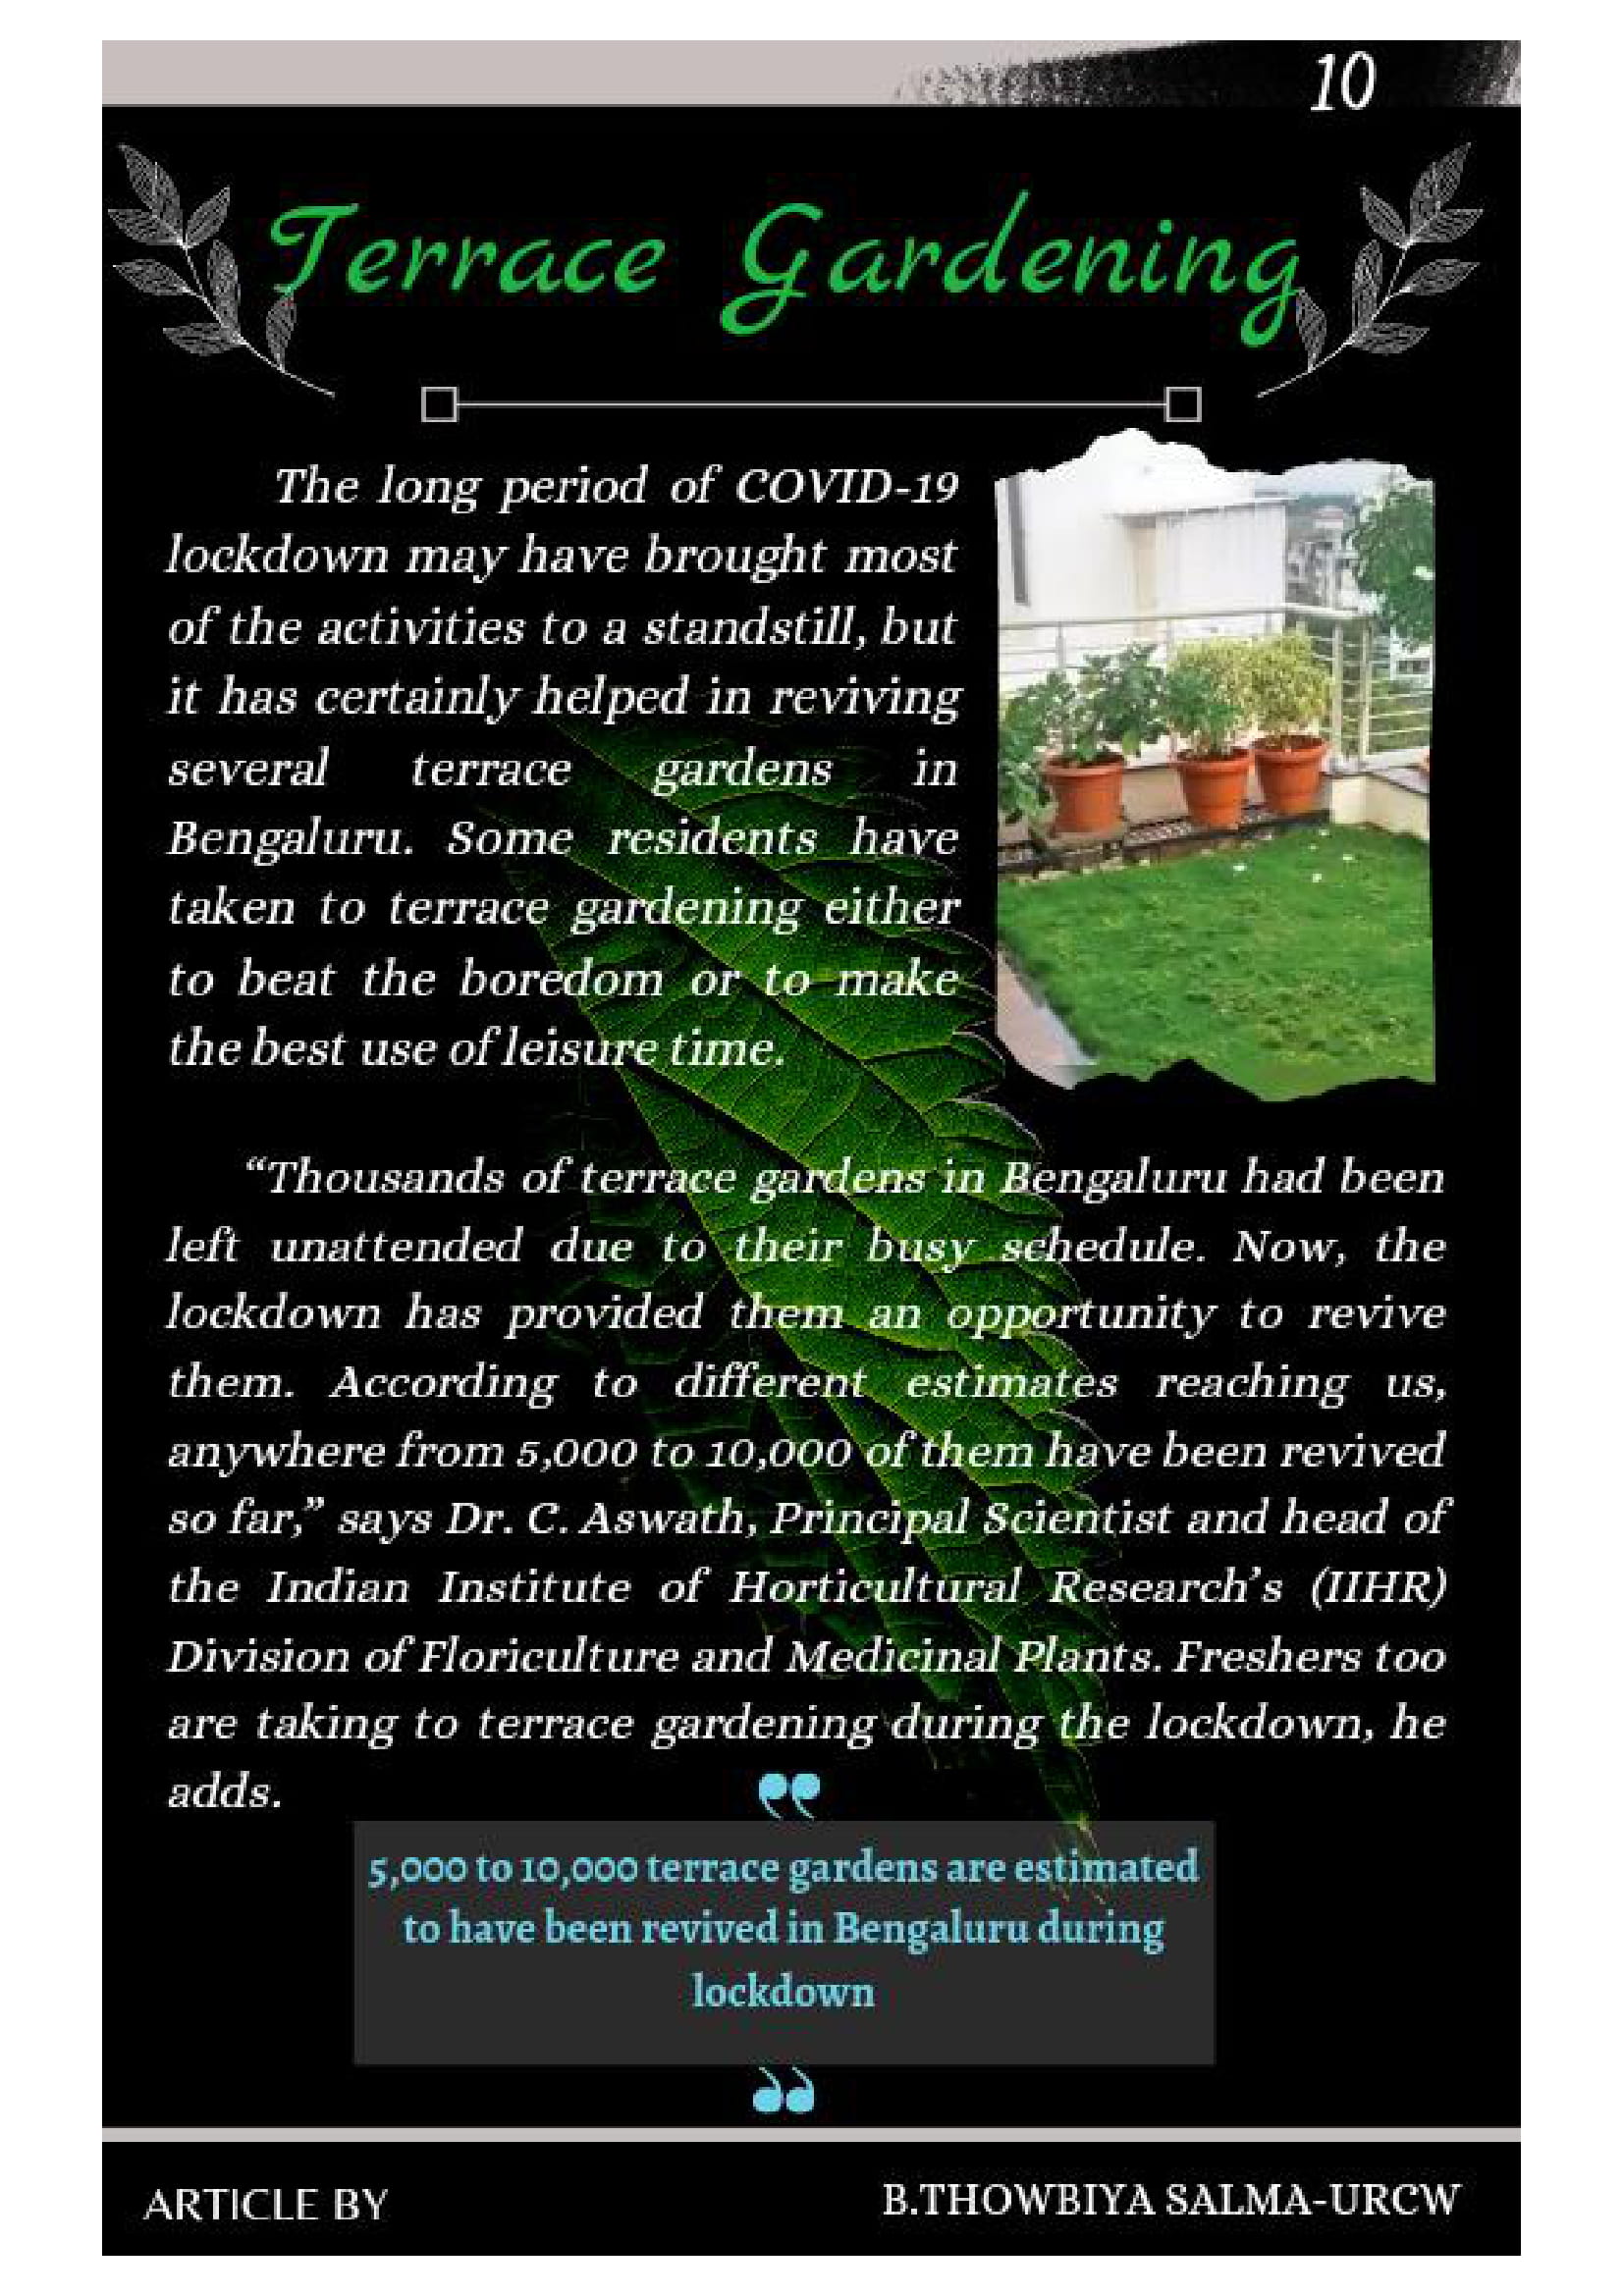 10
Terrace Gardening
The long period of COVID-19
lockdown may have brought most
of the activities to a standstill, but
it has certainly helped in reviving
several terrace gardens in
Bengaluru. Some residents have
taken to terrace gardening either
to beat the boredom or to make
the best use of leisure time.
“Thousands of terrace gardens in Bengaluru had been
left unattended due to their busy schedule. Now, the
lockdown has provided them an opportunity to revive
them. According to different estimates reaching us,
anywhere from 5,000 to 10,000 of them have been revived
so far,” says Dr. C. Aswath, Principal Scientist and head of
the Indian Institute of Horticultural Research’s (IIHR)
Division of Floriculture and Medicinal Plants. Freshers too
are taking to terrace gardening during the lockdown, he
adds.
5,000 to 10,000 terrace gardens are estimated
to have been revived in Bengaluru during
lockdown
ARTICLE BY B.THOWBIYA SALMA-URCW